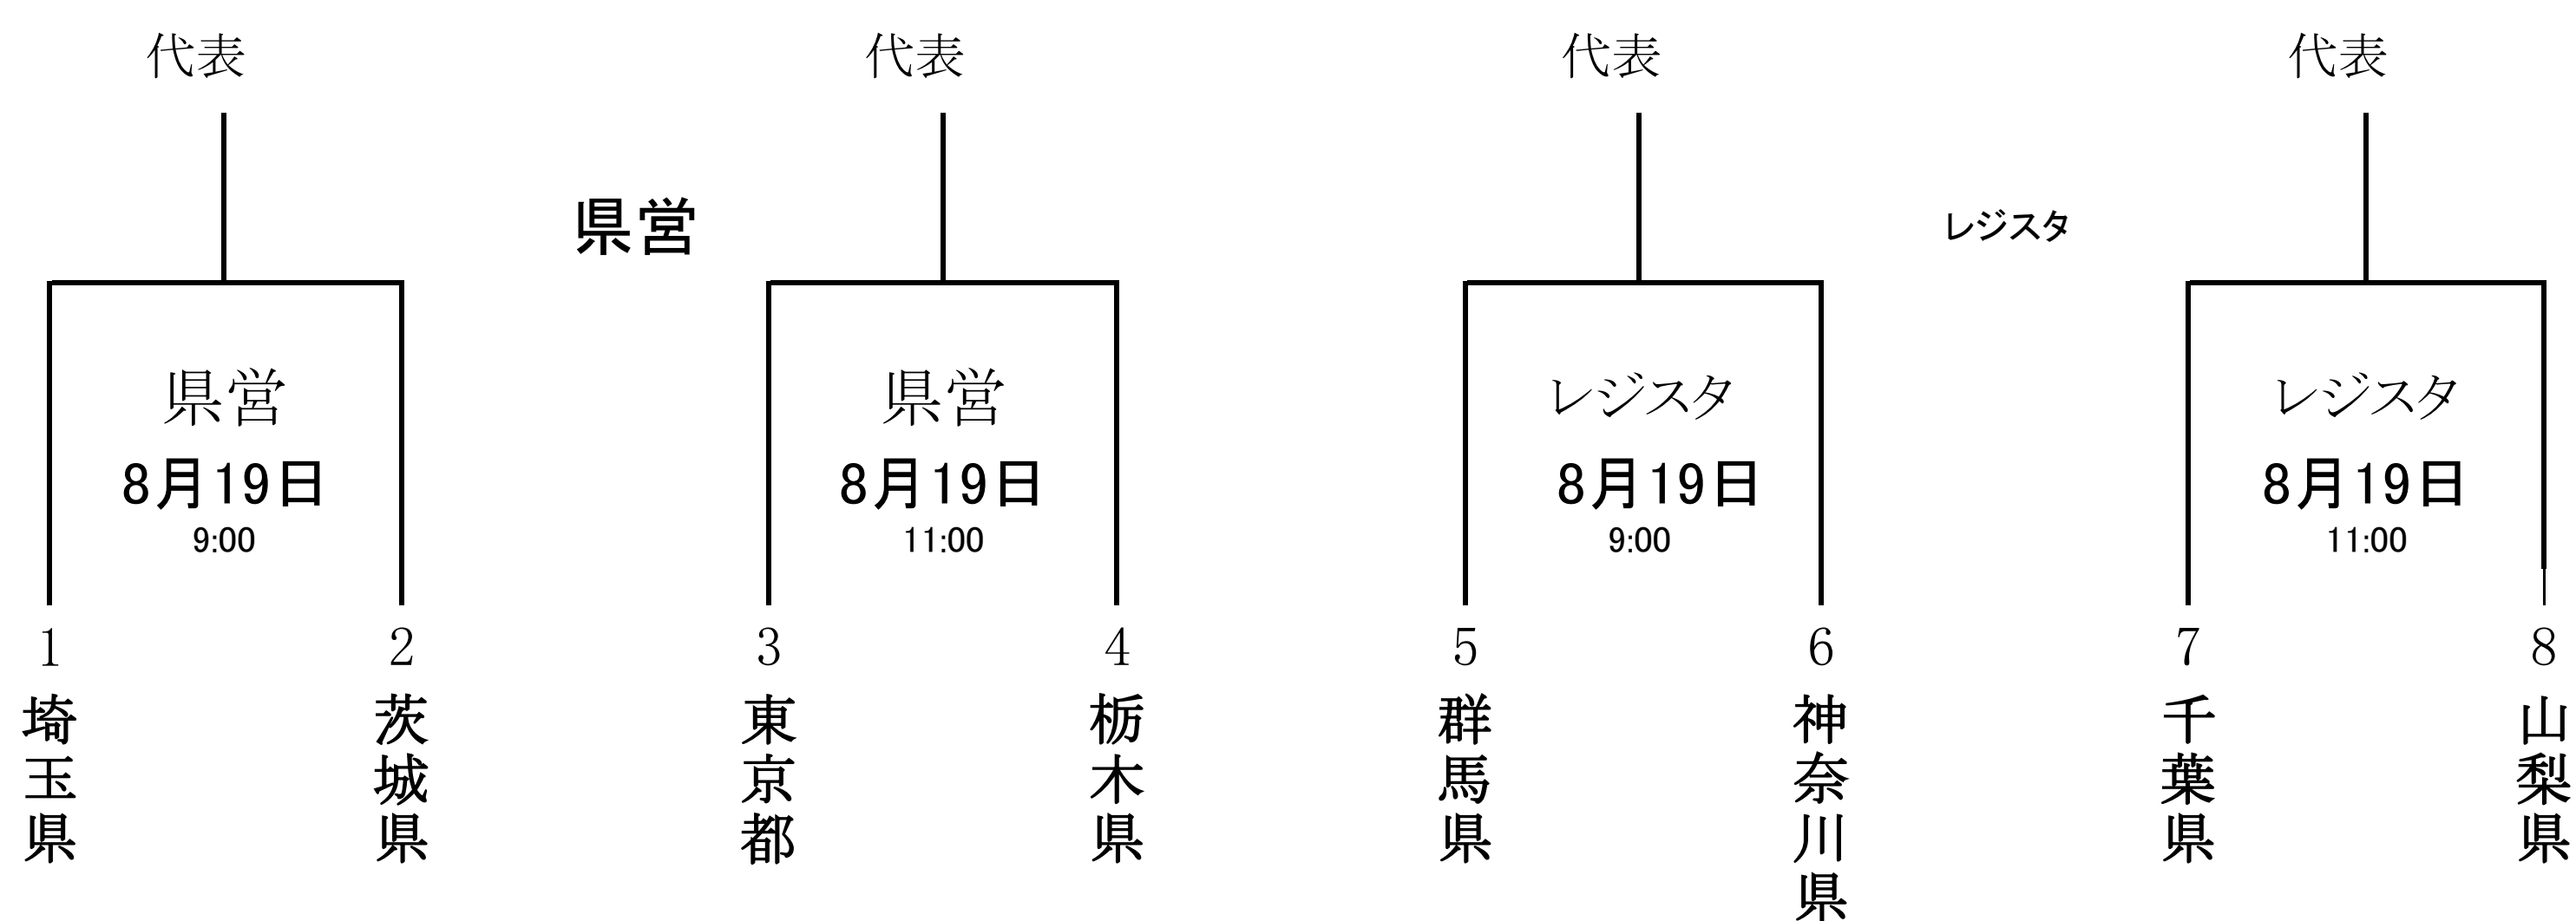 代表
代表
代表
代表
県営
レジスタ
県営
県営
レジスタ
レジスタ
8月19日
8月19日
8月19日
8月19日
9:00
11:00
9:00
11:00
1
2
3
4
5
6
7
8
埼玉県
茨城県
東京都
栃木県
群馬県
神奈川県
千葉県
山梨県